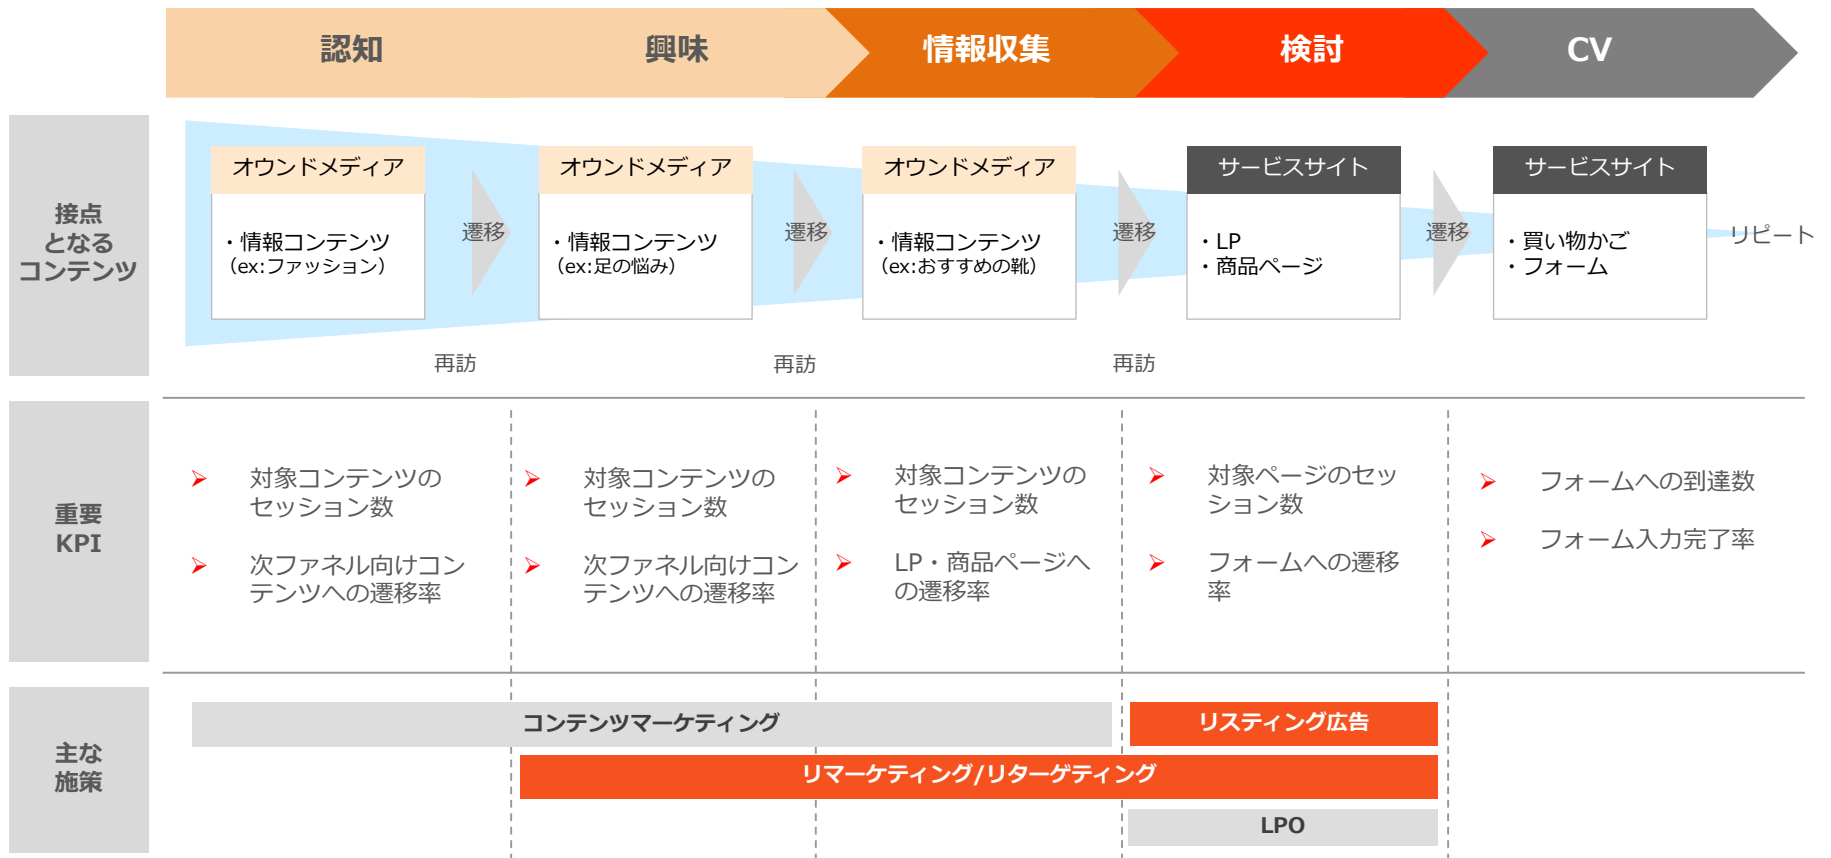 認知
興味
情報収集
検討
CV
接点
となる
コンテンツ
オウンドメディア
・情報コンテンツ
（ex:ファッション）
遷移
オウンドメディア
・情報コンテンツ
（ex:足の悩み）
遷移
オウンドメディア
・情報コンテンツ
（ex:おすすめの靴）
遷移
サービスサイト
・LP
・商品ページ
遷移
サービスサイト
・買い物かご
・フォーム
リピート
再訪
再訪
再訪
重要
KPI
➢ 対象コンテンツの
セッション数
➢ 次ファネル向けコン
テンツへの遷移率
➢ 対象コンテンツの
セッション数
➢ 次ファネル向けコン
テンツへの遷移率
➢ 対象コンテンツの
セッション数
➢ LP・商品ページへ
の遷移率
➢ 対象ページのセッ
ション数
➢ フォームへの遷移
率
➢ フォームへの到達数
➢ フォーム入力完了率
主な
施策
コンテンツマーケティング
リスティング広告
リマーケティング/リターゲティング
LPO